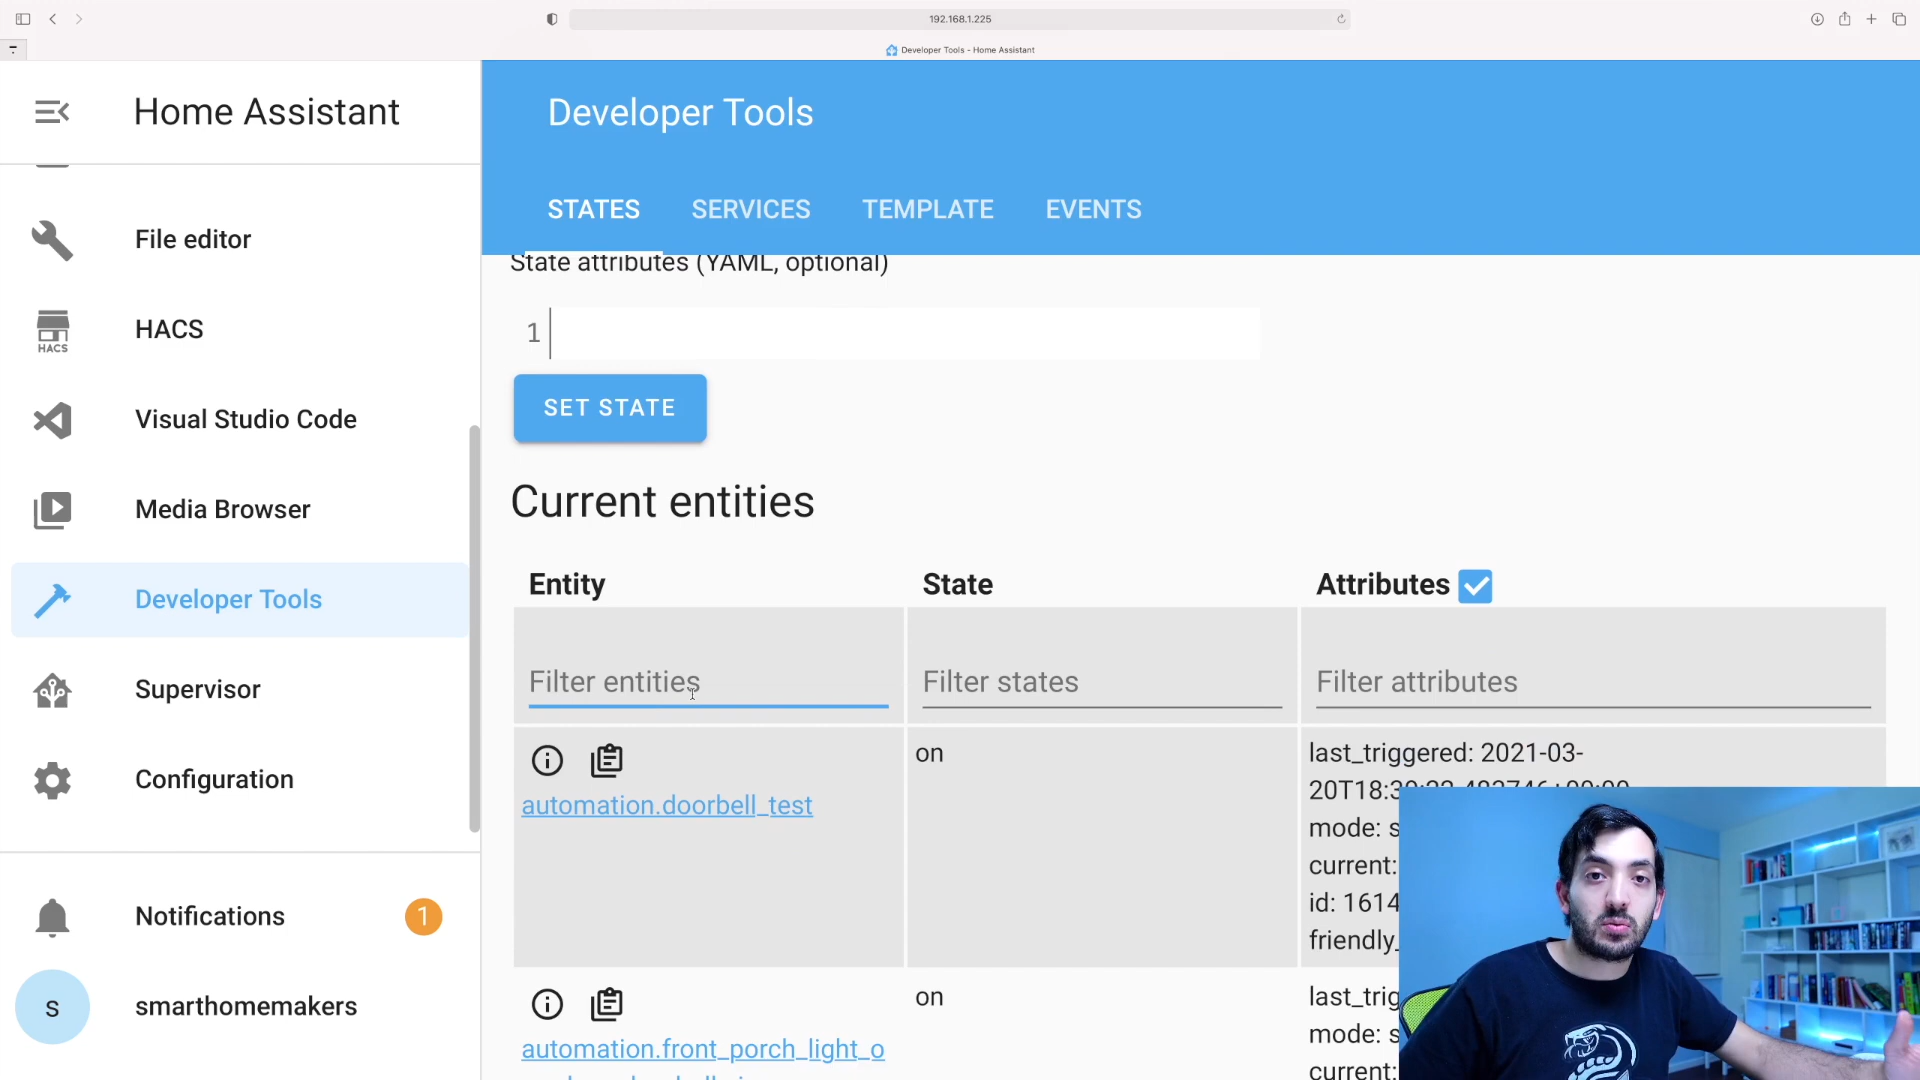 192.168.1.225
Developer Tools - Home Assistant
Home Assistant
Developer Tools
STATES SERVICES TEMPLATE EVENTS
File editor
HACS
HACS
Visual Studio Code
Media Browser
Developer Tools
Supervisor
Configuration
Notifications 1
S smarthomemakers
State attributes (YAML, optional)
1
SET STATE
Current entities
Entity State Attributes
Filter entities Filter states Filter attributes
automation.doorbell_test
on
last_triggered: 2021-03-
mode: s
current:
id: 1614
friendly_
automation.front_porch_light_o
on
last_trig
mode: s
current: